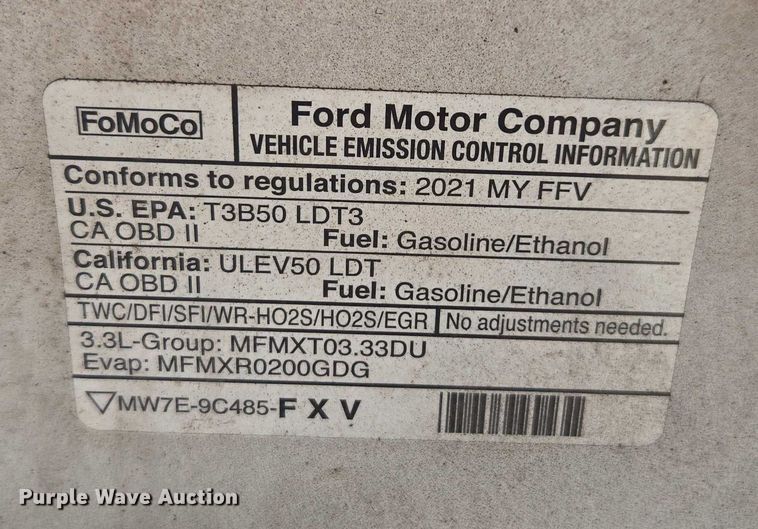 FoMoCo
Ford Motor Company
VEHICLE EMISSION CONTROL INFORMATION
Conforms to regulations: 2021 MY FFV
U.S. EPA: T3B50 LDT3
CA OBD II Fuel: Gasoline/Ethanol
California: ULEV50 LDT
CA OBD II Fuel: Gasoline/Ethanol
TWC/DFI/SFI/WR-HO2S/HO2S/EGR No adjustments needed.
3.3L-Group: MFMXT03.33DU
Evap: MFMXR0200GDG
MW7E-9C485-F X V
Purple Wave Auction